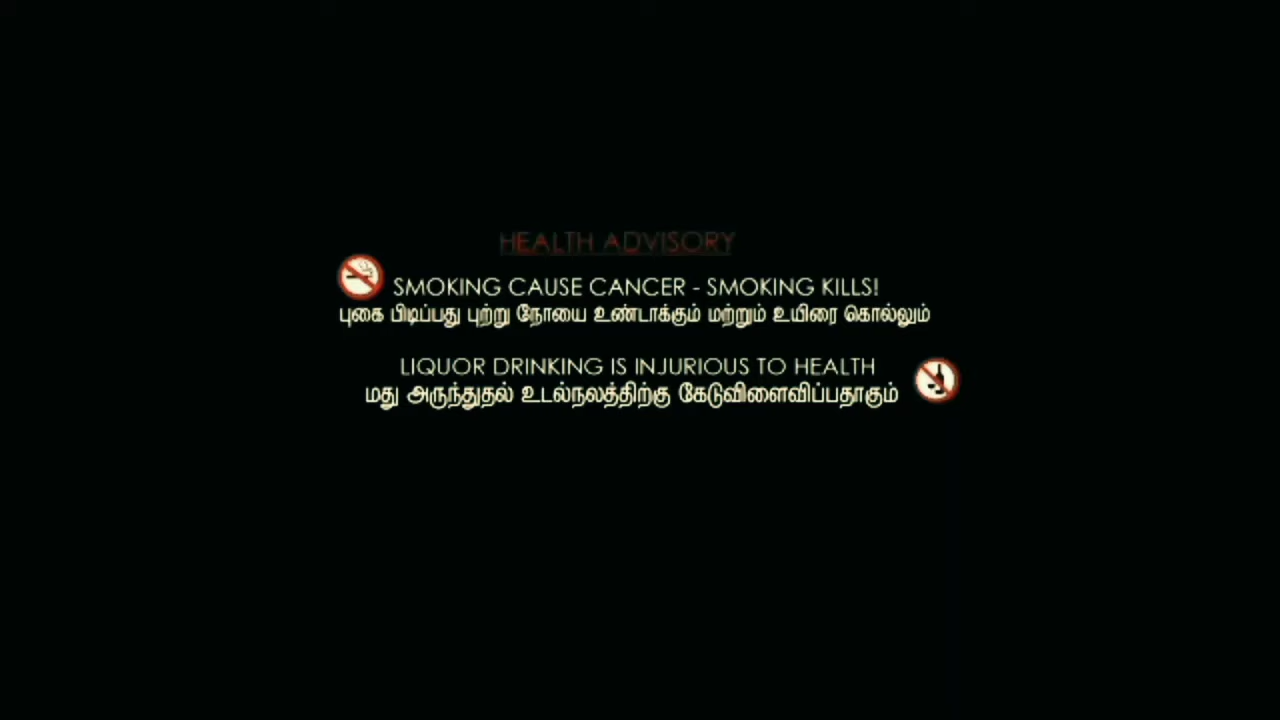 HEALTH ADVISORY
SMOKING CAUSE CANCER - SMOKING KILLS!
புகை பிடிப்பது புற்று நோயை உண்டாக்கும் மற்றும் உயிரை கொல்லும்
LIQUOR DRINKING IS INJURIOUS TO HEALTH
மது அருந்துதல் உடல்நலத்திற்கு கேடுவிளைவிப்பதாகும்